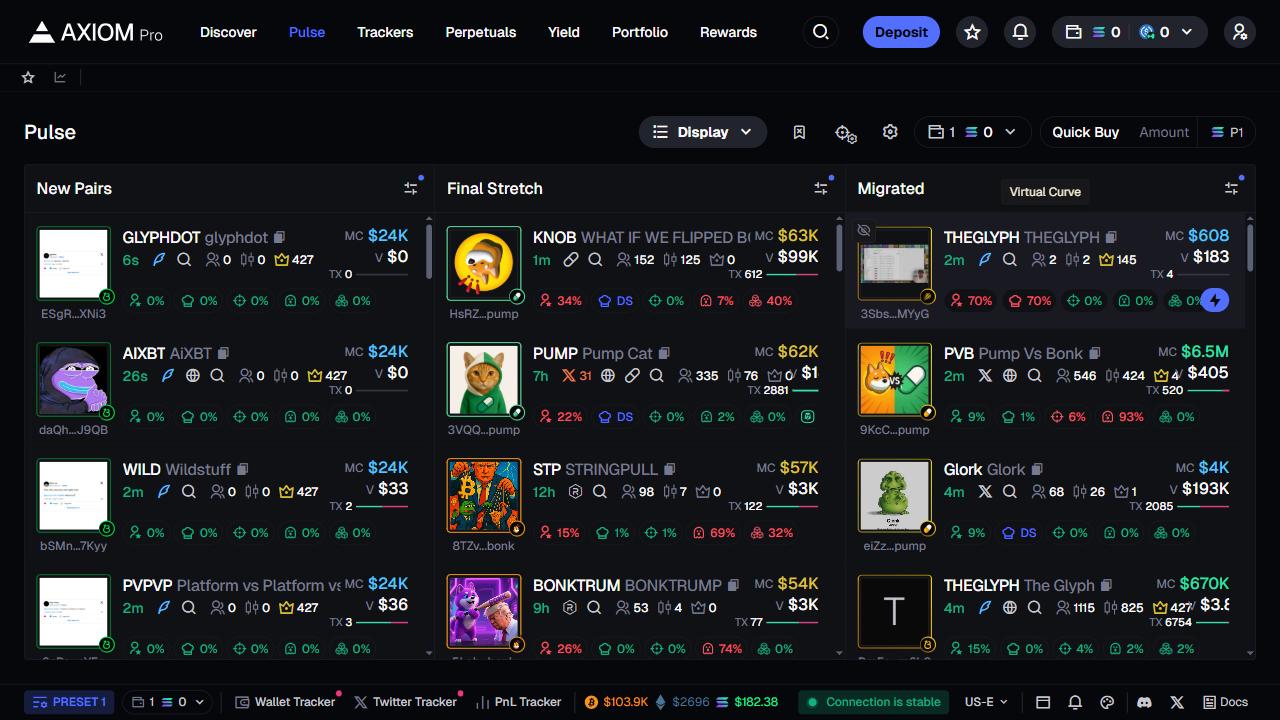 AXIOM Pro Discover Pulse Trackers Perpetuals Yield Portfolio Rewards Deposit 0 0
Pulse Display 1 0 Quick Buy Amount P1
New Pairs
GLYPHDOT glyphdot MC $24K
6s 0 0 427 V $0
TX 0
0% 0% 0% 0% 0%
ESgR...XNi3
AIXBT AiXBT MC $24K
26s 0 0 427 V $0
TX 0
0% 0% 0% 0% 0%
daQh...J9QB
WILD Wildstuff MC $24K
2m 0 0 427 V $33
TX 2
0% 0% 0% 0% 0%
bSMn...7Kyy
PVPVP Platform vs Platform vs MC $24K
2m 0 0 427 V $36
TX 3
0% 0% 0% 0% 0%
Final Stretch
KNOB WHAT IF WE FLIPPED BO MC $63K
1m 152 125 0 V $99K
TX 612
34% DS 0% 7% 40%
HsRZ...pump
PUMP Pump Cat MC $62K
7h 31 335 76 0 V $1
TX 2881
22% DS 0% 2% 0%
3VQQ...pump
STP STRINGPULL MC $57K
12h 98 7 0 V $3K
TX 122
15% 1% 1% 69% 32%
8TZv...bonk
BONKTRUM BONKTRUMP MC $54K
9h 53 4 0 V $3K
TX 77
26% 0% 0% 74% 0%
Migrated Virtual Curve
THEGLYPH THEGLYPH MC $608
2m 2 2 145 V $183
TX 4
70% 70% 0% 0% 0%
3Sbs...MYyG
PVB Pump Vs Bonk MC $6.5M
2m 546 424 4 V $405
TX 520
9% 1% 6% 93% 0%
VS
9KcC...pump
Glork Glork MC $4K
4m 68 26 1 V $193K
TX 2085
9% DS 0% 0% 0%
eiZz...pump
THEGLYPH The Glyph MC $670K
T
4m 1115 825 427 V $3.8
TX 6754
15% 0% 4% 2% 2%
PRESET 1 1 0 Wallet Tracker Twitter Tracker PnL Tracker $103.9K $2696 $182.38 Connection is stable US-E Docs